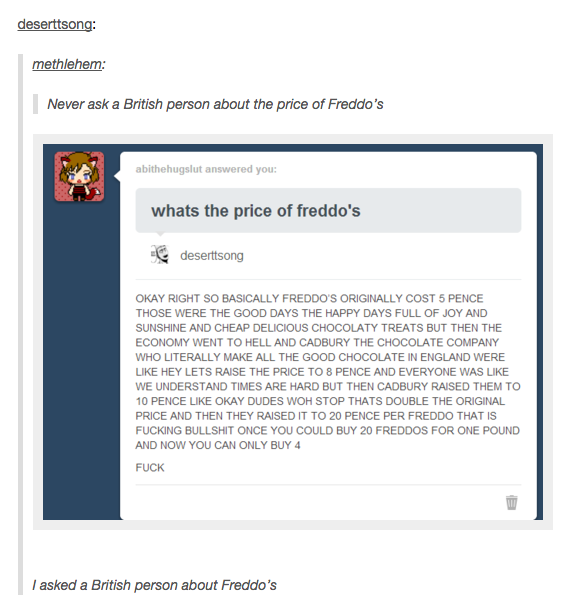 deserttsong:
methlehem:
Never ask a British person about the price of Freddo's
abithehugslut answered you:
whats the price of freddo's
deserttsong
OKAY RIGHT SO BASICALLY FREDDO'S ORIGINALLY COST 5 PENCE
THOSE WERE THE GOOD DAYS THE HAPPY DAYS FULL OF JOY AND
SUNSHINE AND CHEAP DELICIOUS CHOCOLATY TREATS BUT THEN THE
ECONOMY WENT TO HELL AND CADBURY THE CHOCOLATE COMPANY
WHO LITERALLY MAKE ALL THE GOOD CHOCOLATE IN ENGLAND WERE
LIKE HEY LETS RAISE THE PRICE TO 8 PENCE AND EVERYONE WAS LIKE
WE UNDERSTAND TIMES ARE HARD BUT THEN CADBURY RAISED THEM TO
10 PENCE LIKE OKAY DUDES WOH STOP THATS DOUBLE THE ORIGINAL
PRICE AND THEN THEY RAISED IT TO 20 PENCE PER FREDDO THAT IS
FUCKING BULLSHIT ONCE YOU COULD BUY 20 FREDDOS FOR ONE POUND
AND NOW YOU CAN ONLY BUY 4
FUCK
I asked a British person about Freddo's